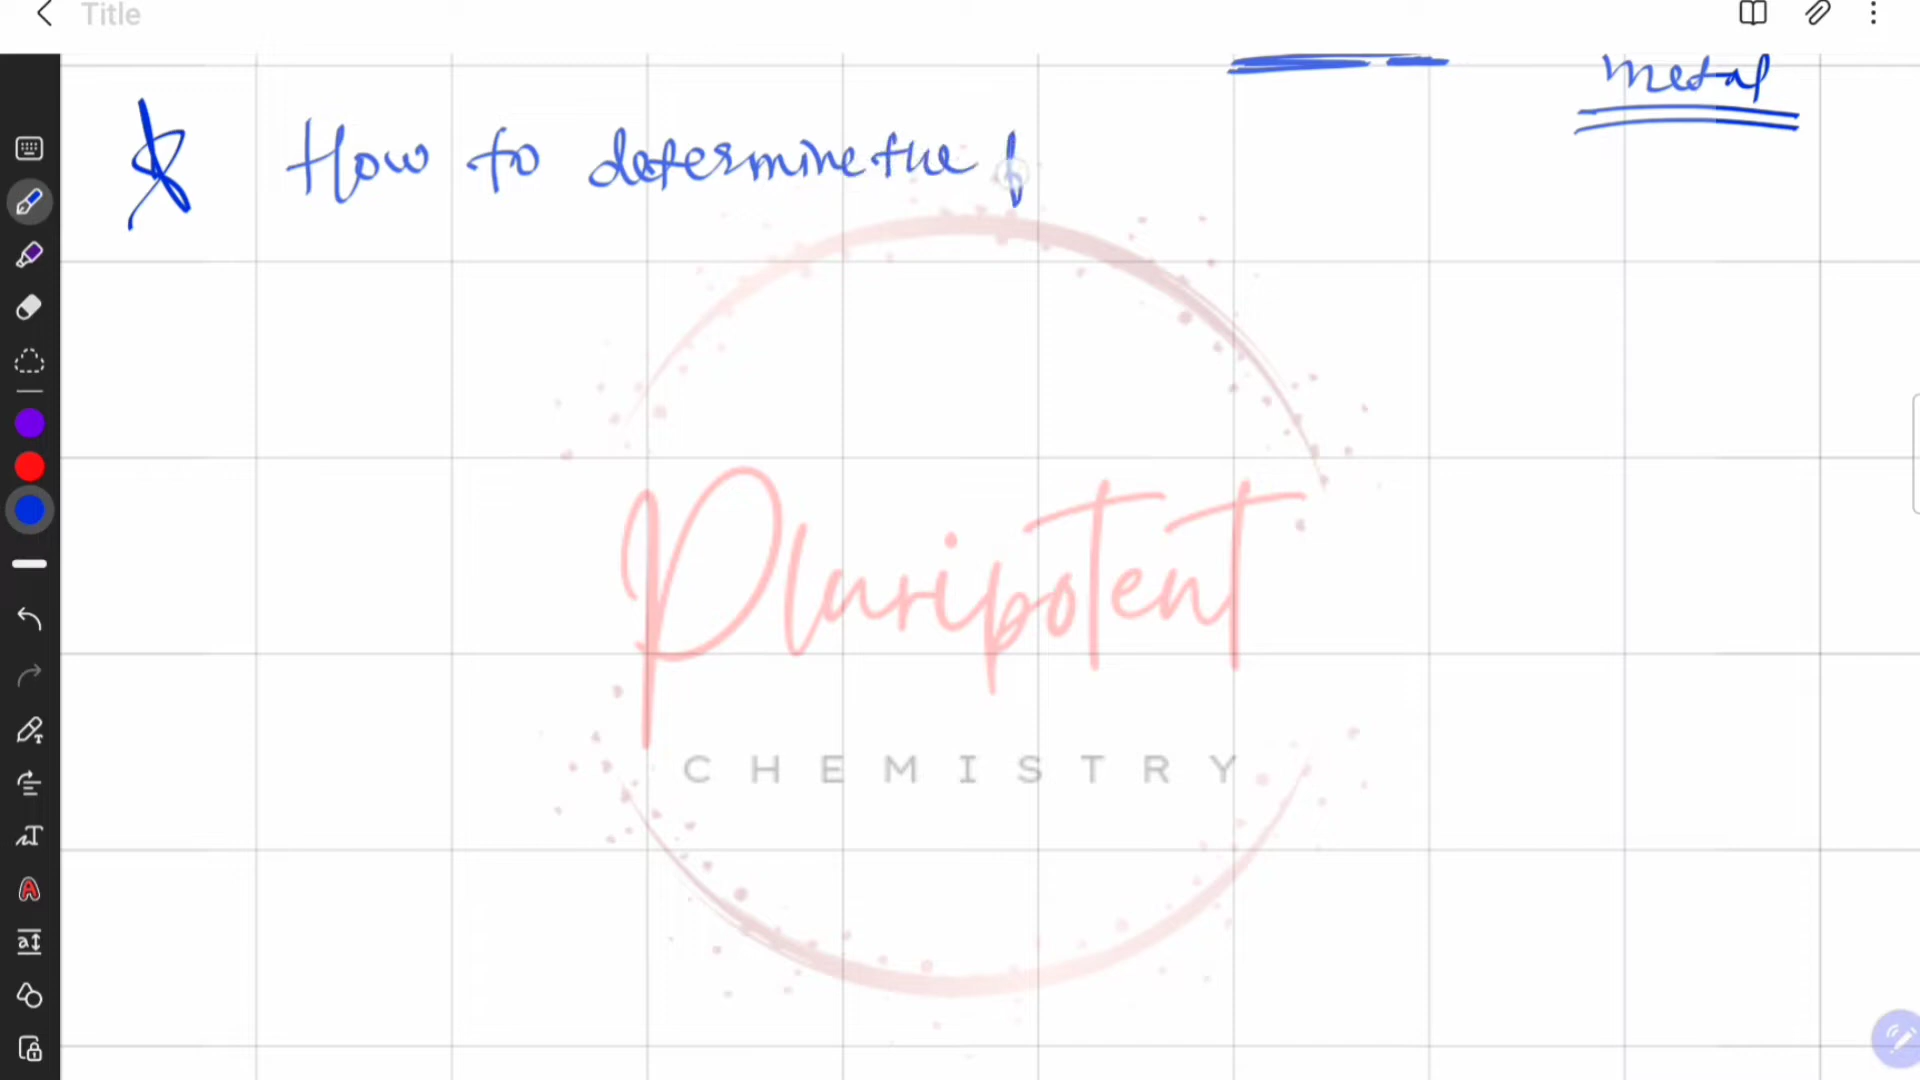 Title
metal
How to determine the
Pluripotent
CHEMISTRY